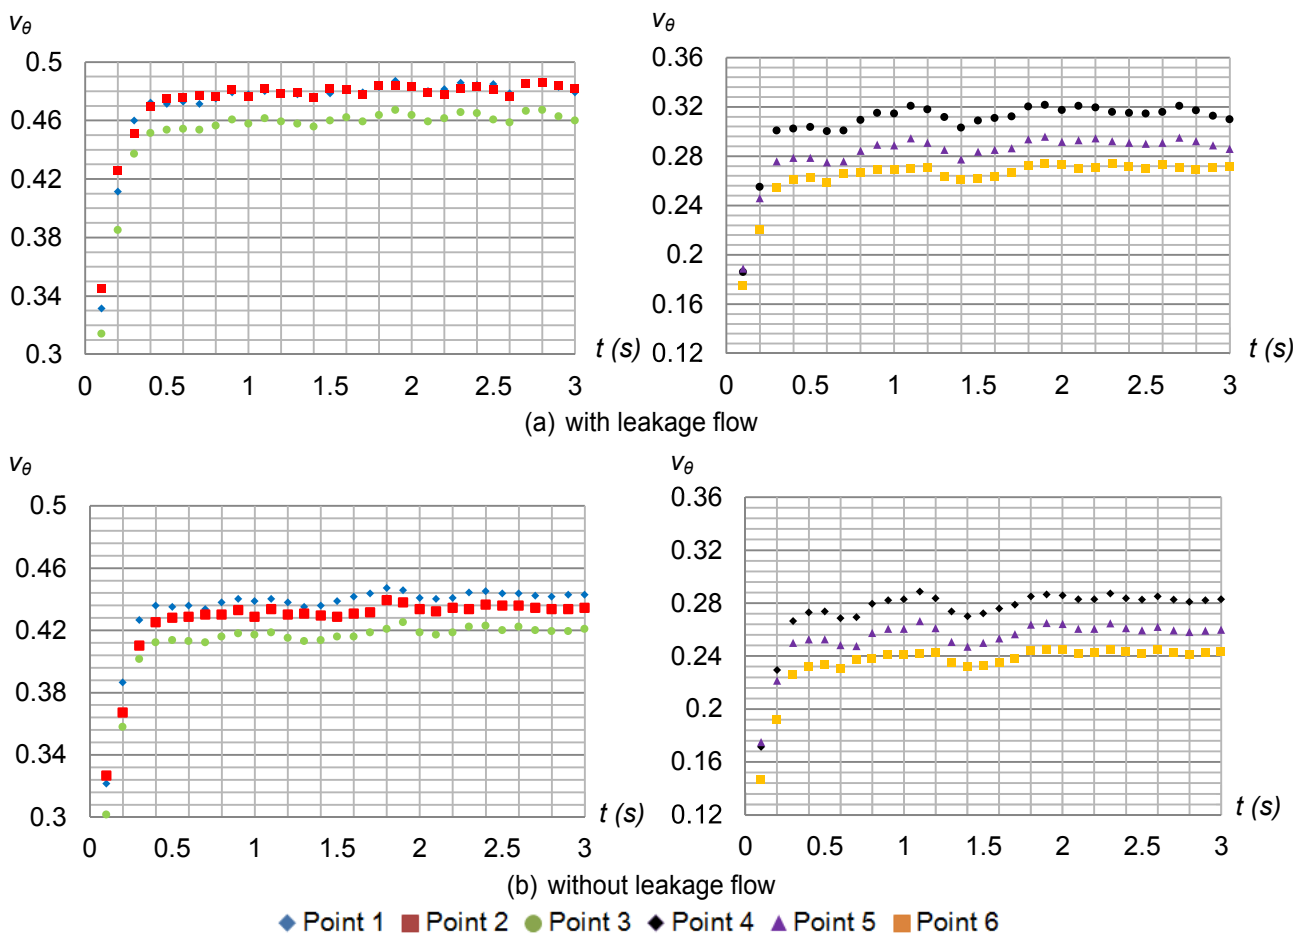 v_θ
0.5
0.46
0.42
0.38
0.34
0.3
0 0.5 1 1.5 2 2.5 3
t (s)
v_θ
0.36
0.32
0.28
0.24
0.2
0.16
0.12
0 0.5 1 1.5 2 2.5 3
t (s)
(a) with leakage flow
v_θ
0.5
0.46
0.42
0.38
0.34
0.3
0 0.5 1 1.5 2 2.5 3
t (s)
v_θ
0.36
0.32
0.28
0.24
0.2
0.16
0.12
0 0.5 1 1.5 2 2.5 3
t (s)
(b) without leakage flow
Point 1 Point 2 Point 3 Point 4 Point 5 Point 6